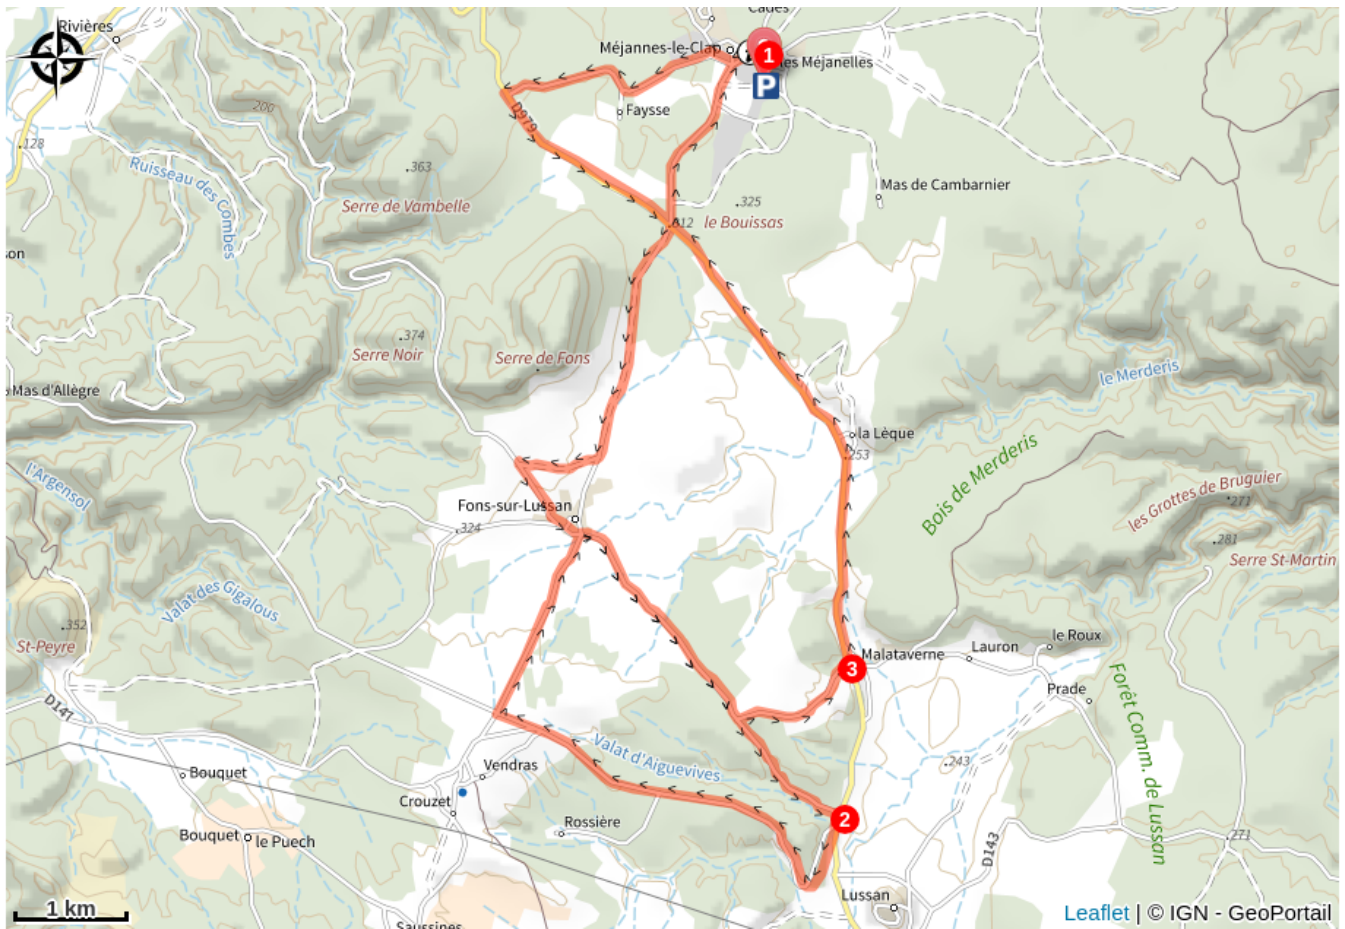 Cades
Rivières
Méjannes-le-Clap
1
les Méjanelles
P
D979
Faysse
200
.128
.363
Ruisseau des Combes
Mas de Cambarnier
Serre de Vambelle
.325
le Bouissas
.312
son
.374
Serre Noir
Serre de Fons
le Merderis
Mas d'Allègre
la Lèque
.253
Bois de Merderis
l'Argensol
les Grottes de Bruguier
.271
Fons-sur-Lussan
.324
.281
Serre St-Martin
Valat des Gigalous
.352
St-Peyre
le Roux
Lauron
Malataverne
3
Forêt Comm. de Lussan
Prade
D147
Valat d'Aiguevives
.243
Vendras
Bouquet
Crouzet
2
Rossière
Bouquet
le Puech
.271
D143
Lussan
1 km
Saussines
Leaflet | © IGN - GeoPortail